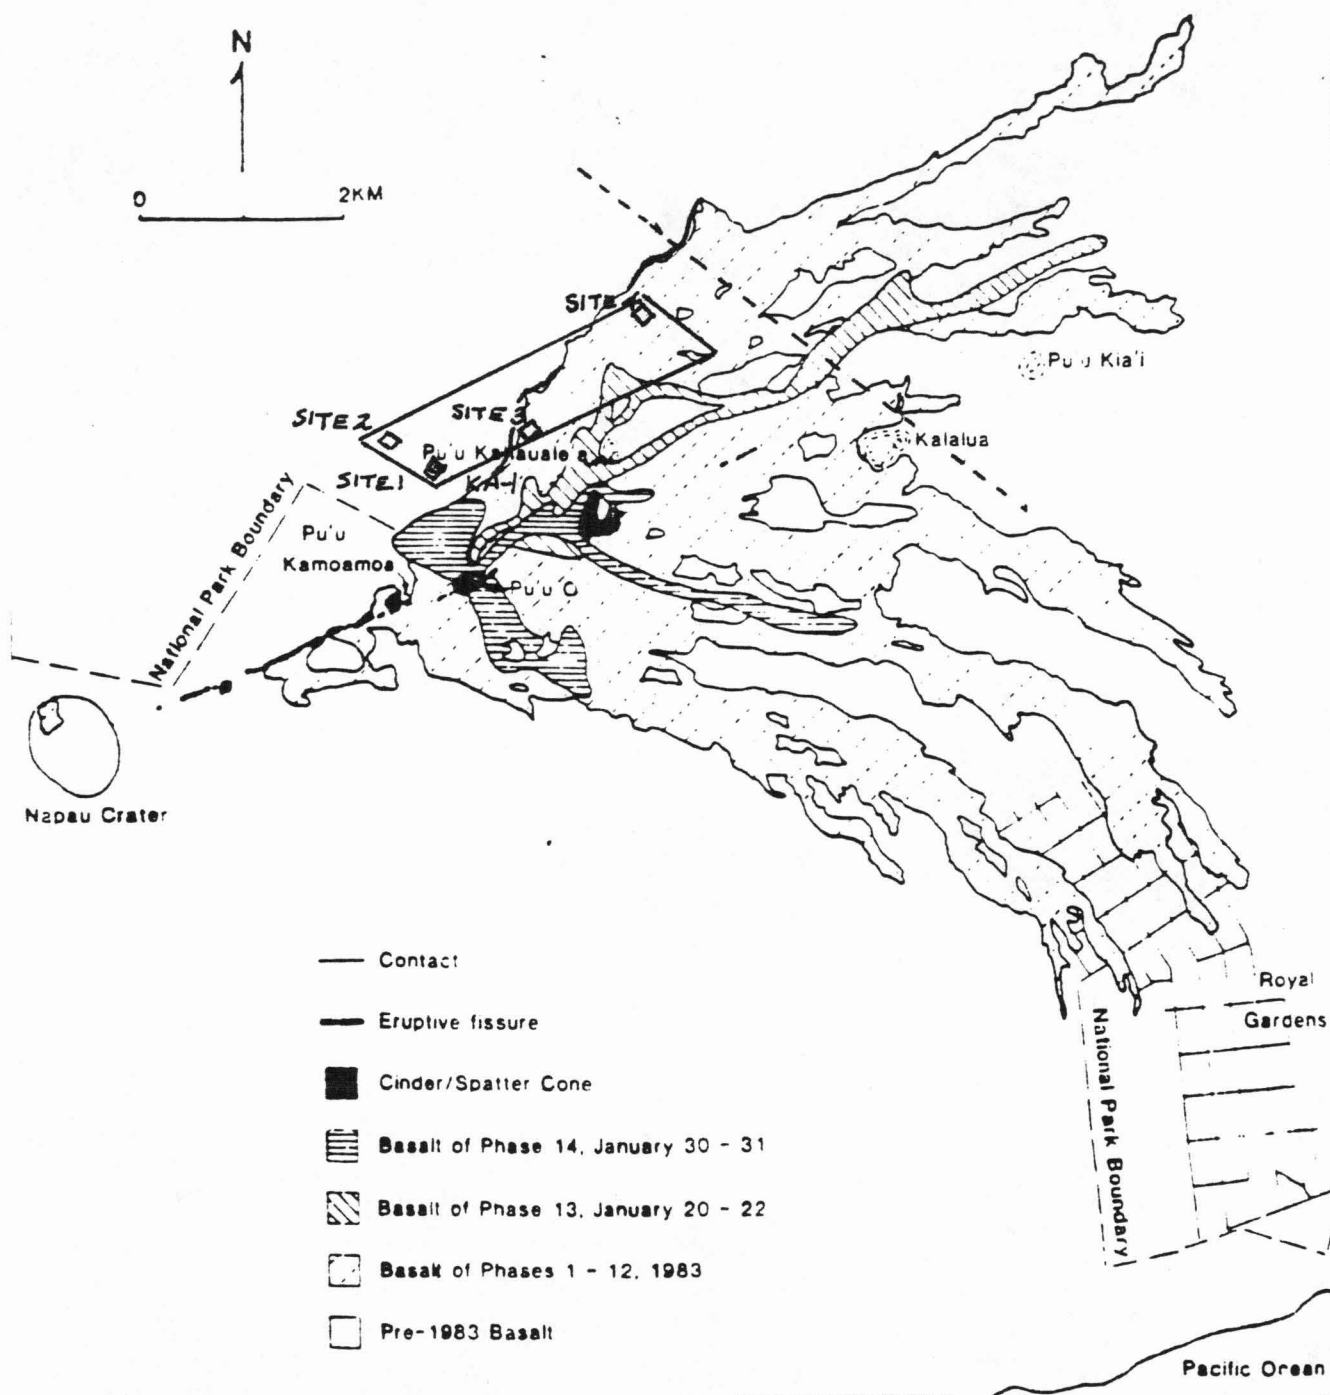 N
0 2KM
SITE
Pu'u Kia'i
SITE 2
SITE 3
Kalalua
SITE 1
KA-1
National Park Boundary
Pu'u
Kamoamoa
Pu'u O
Napau Crater
Contact
Eruptive fissure
Cinder/Spatter Cone
Basalt of Phase 14, January 30 - 31
Basalt of Phase 13, January 20 - 22
Basalt of Phases 1 - 12, 1983
Pre-1983 Basalt
Royal
Gardens
National Park Boundary
Pacific Ocean